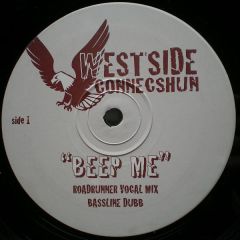 WESTSIDE
CONNECSHUN
side 1
"BEEP ME"
ROADRUNNER VOCAL MIX
BASSLINE DUBB